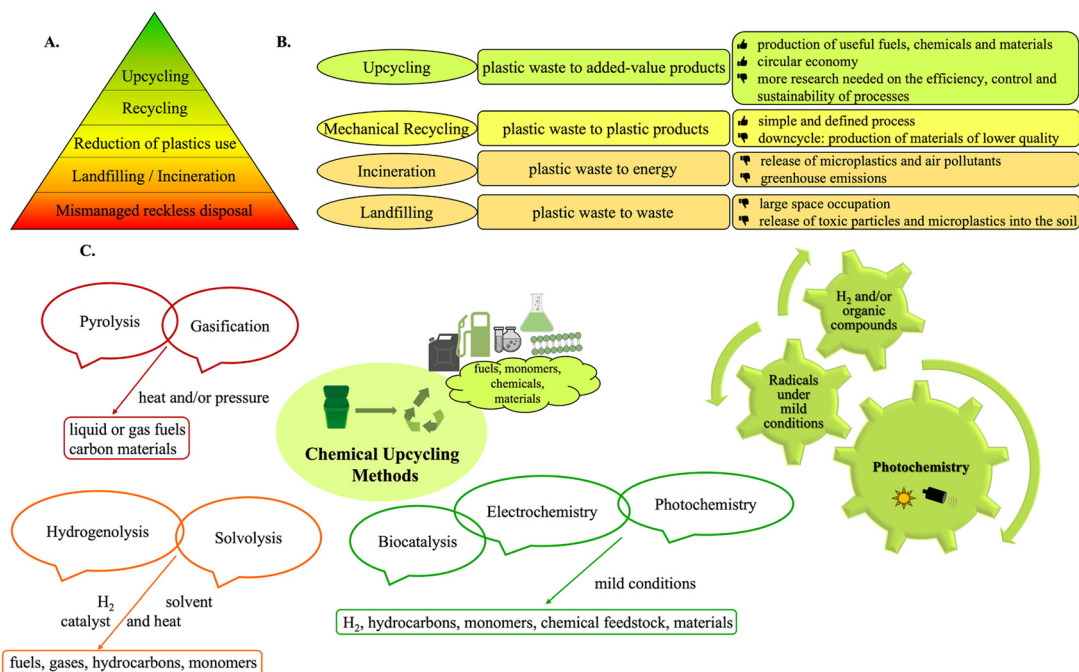 A.
Upcycling
Recycling
Reduction of plastics use
Landfilling / Incineration
Mismanaged reckless disposal
B.
Upcycling
plastic waste to added-value products
production of useful fuels, chemicals and materials
circular economy
more research needed on the efficiency, control and
sustainability of processes
Mechanical Recycling
plastic waste to plastic products
simple and defined process
downcycle: production of materials of lower quality
Incineration
plastic waste to energy
release of microplastics and air pollutants
greenhouse emissions
Landfilling
plastic waste to waste
large space occupation
release of toxic particles and microplastics into the soil
C.
Pyrolysis
Gasification
heat and/or pressure
liquid or gas fuels
carbon materials
fuels, monomers,
chemicals,
materials
Chemical Upcycling
Methods
H₂ and/or
organic
compounds
Radicals
under
mild
conditions
Photochemistry
Hydrogenolysis
Solvolysis
H₂
catalyst
solvent
and heat
fuels, gases, hydrocarbons, monomers
Biocatalysis
Electrochemistry
Photochemistry
mild conditions
H₂, hydrocarbons, monomers, chemical feedstock, materials